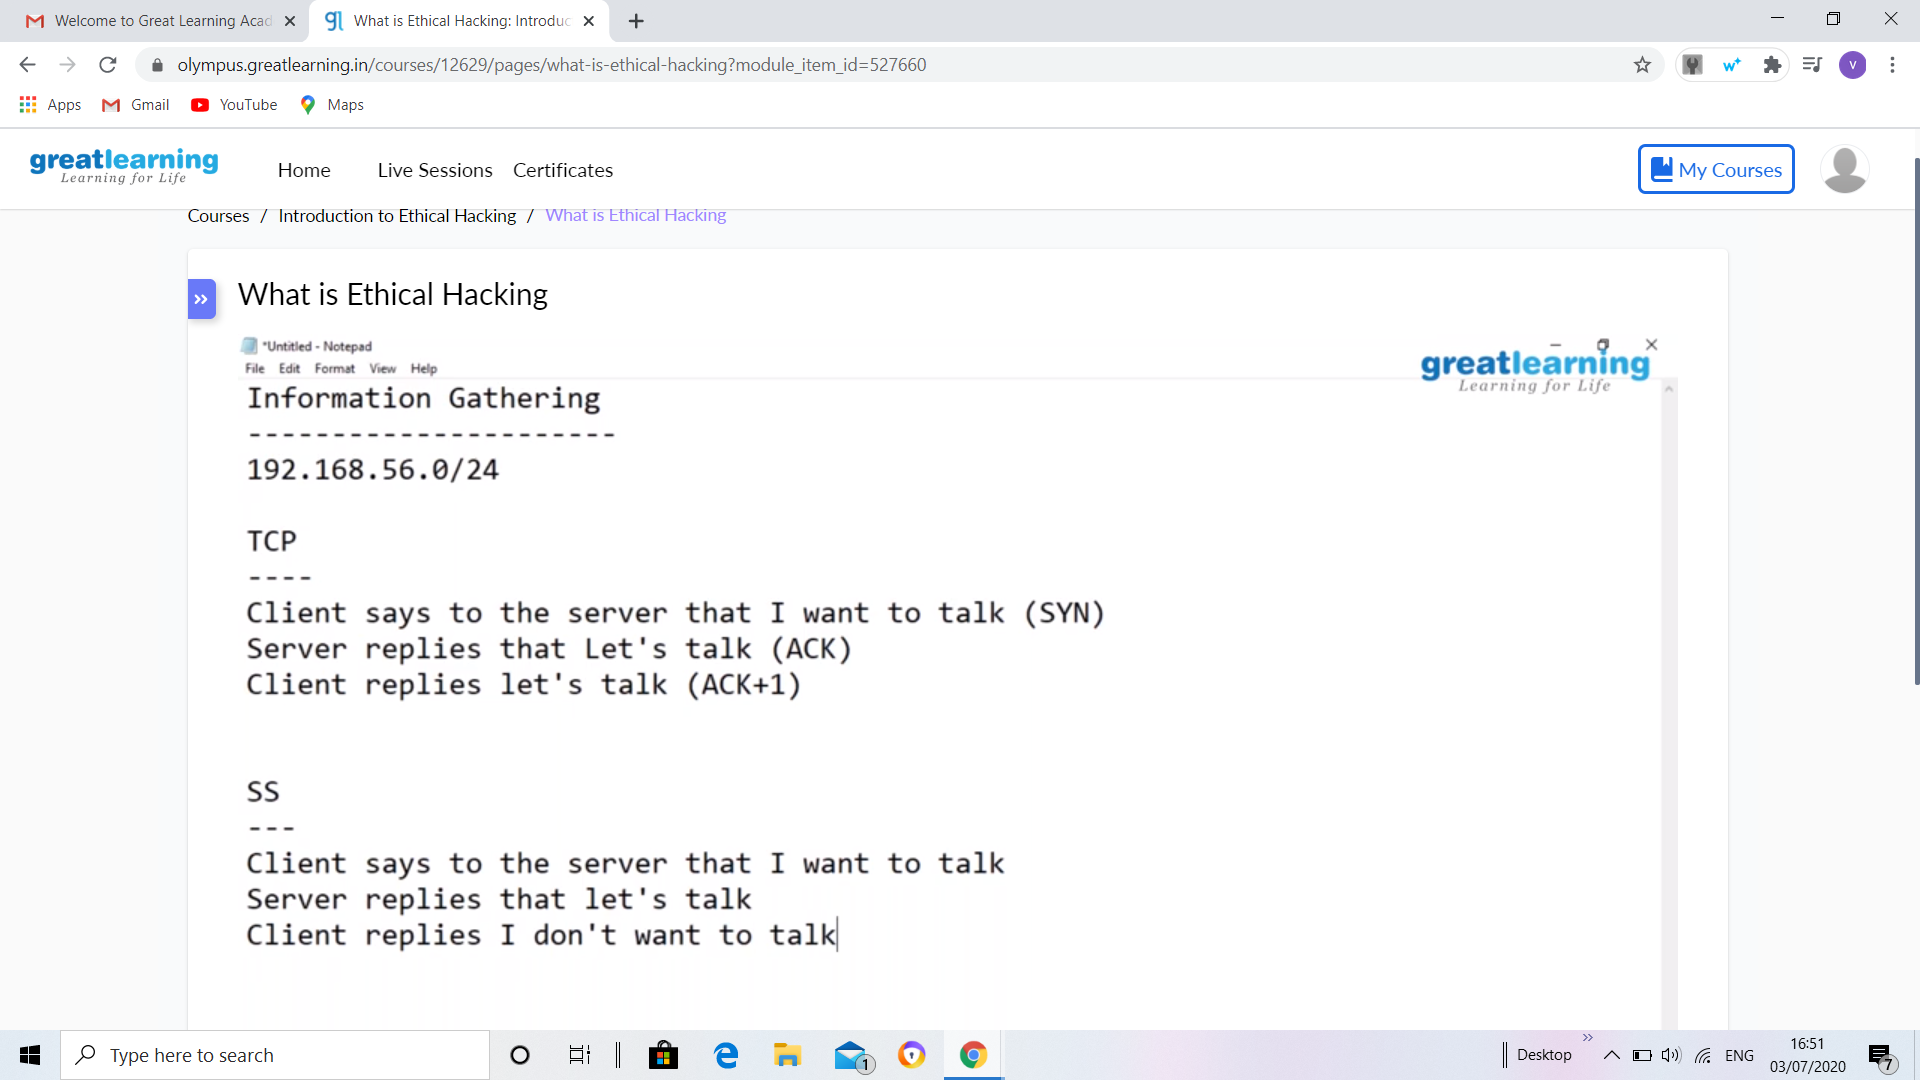 Welcome to Great Learning Acad
What is Ethical Hacking: Introduc
olympus.greatlearning.in/courses/12629/pages/what-is-ethical-hacking?module_item_id=527660
w+
V
Apps
Gmail
YouTube
Maps
greatlearning
Learning for Life
Home
Live Sessions
Certificates
My Courses
Courses / Introduction to Ethical Hacking / What is Ethical Hacking
»
What is Ethical Hacking
*Untitled - Notepad
File Edit Format View Help
greatlearning
Learning for Life
Information Gathering
----------------------
192.168.56.0/24
TCP
----
Client says to the server that I want to talk (SYN)
Server replies that Let's talk (ACK)
Client replies let's talk (ACK+1)
SS
---
Client says to the server that I want to talk
Server replies that let's talk
Client replies I don't want to talk
Type here to search
1
Desktop
»
ENG
16:51
03/07/2020
7